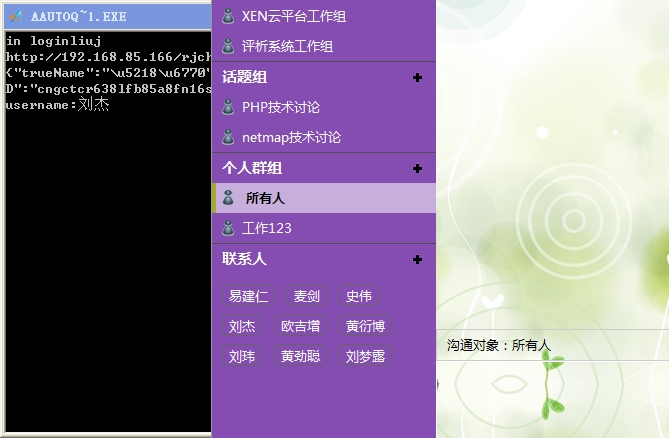 AAUTOQ~1.EXE
in loginliuj
http://192.168.85.166/rjch
{"trueName":"\u5218\u6770"
D":"cngctcr638lfb85a8fn16s
username:刘杰
XEN云平台工作组
评析系统工作组
话题组
PHP技术讨论
netmap技术讨论
个人群组
所有人
工作123
联系人
易建仁 麦剑 史伟
刘杰 欧吉增 黄衍博
刘玮 黄劲聪 刘梦露
沟通对象：所有人